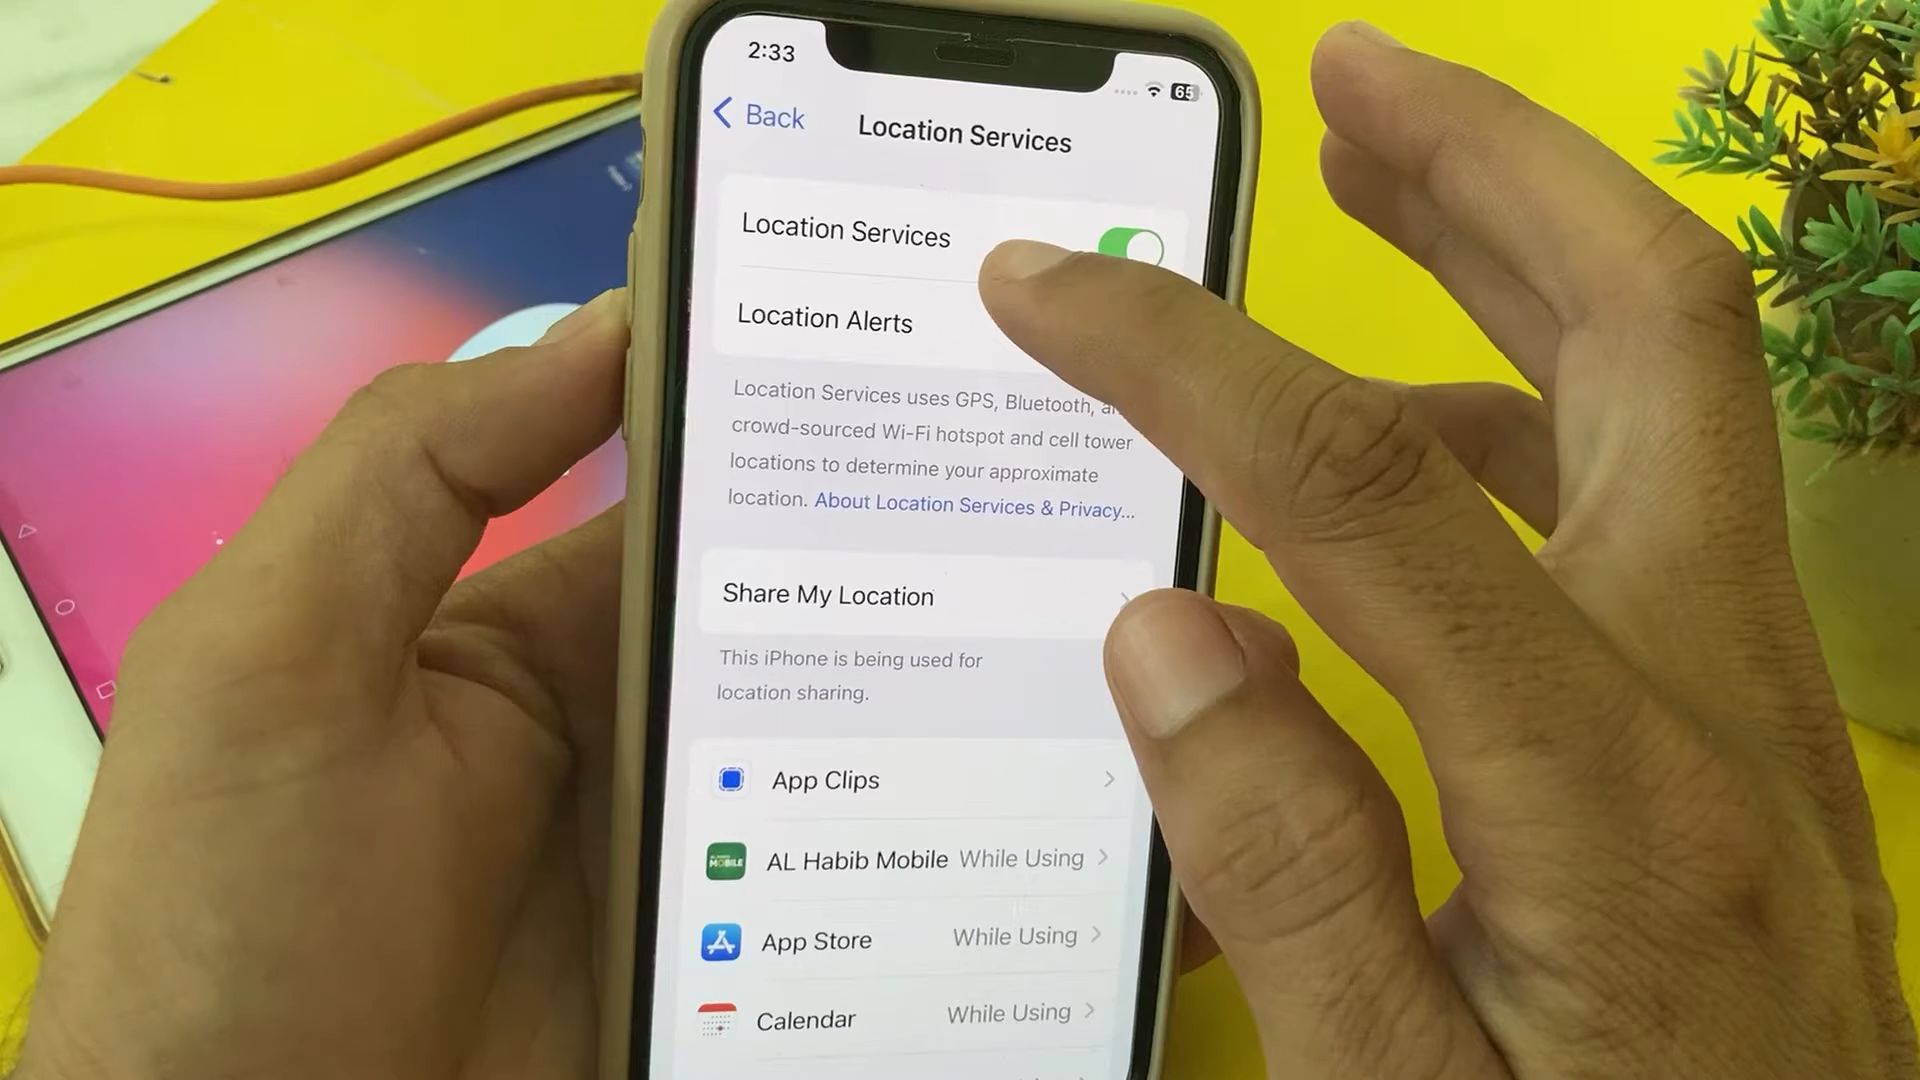 2:33
65
Back
Location Services
Location Services
Location Alerts
Location Services uses GPS, Bluetooth,
crowd-sourced Wi-Fi hotspot and cell tower
locations to determine your approximate
location. About Location Services & Privacy...
Share My Location
This iPhone is being used for
location sharing.
App Clips
MOBILE
AL Habib Mobile While Using
App Store While Using
Calendar While Using